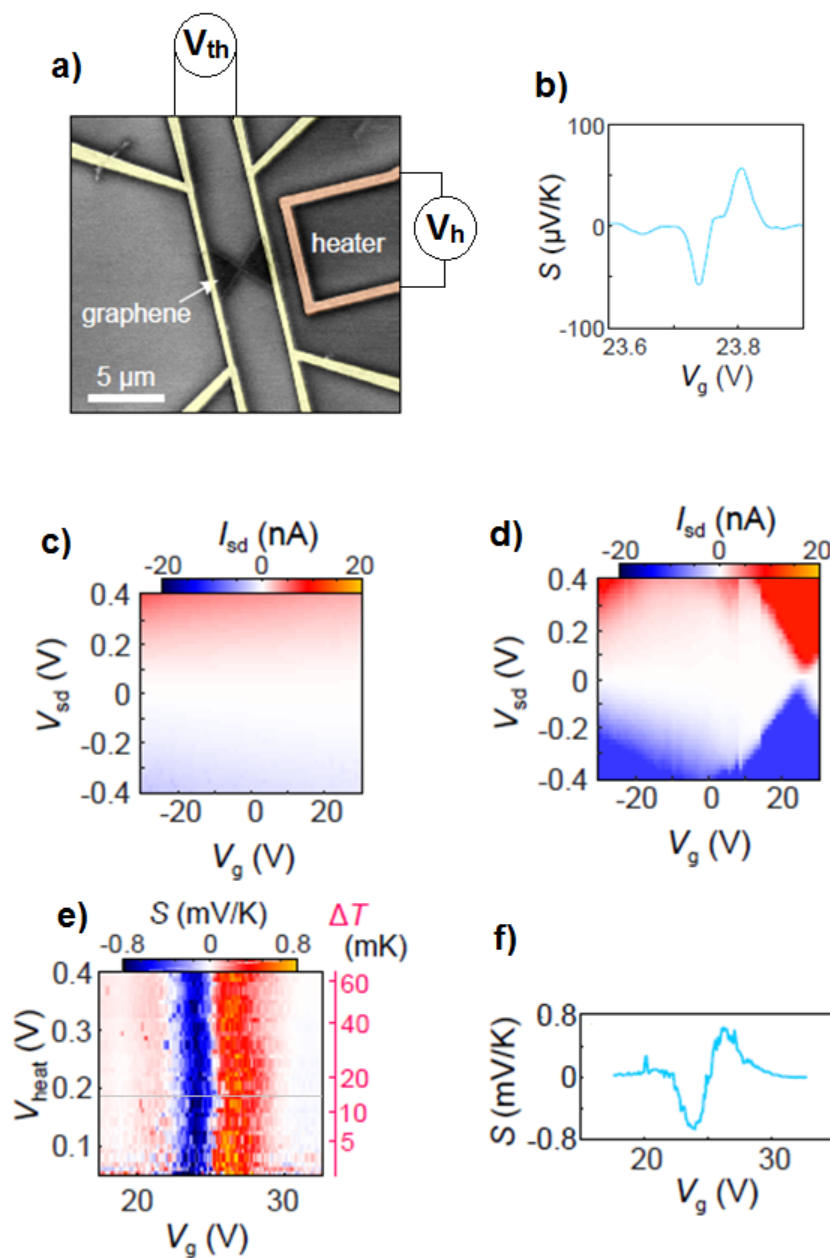 a)
Vth
graphene
heater
Vh
5 µm
b)
S (µV/K)
100
0
-100
23.6
23.8
Vg (V)
c)
Isd (nA)
-20
0
20
Vsd (V)
0.4
0.2
0
-0.2
-0.4
-20
0
20
Vg (V)
d)
Isd (nA)
-20
0
20
Vsd (V)
0.4
0.2
0
-0.2
-0.4
-20
0
20
Vg (V)
e)
S (mV/K)
-0.8
0
0.8
ΔT
(mK)
Vheat (V)
0.4
0.3
0.2
0.1
60
40
20
10
5
20
30
Vg (V)
f)
S (mV/K)
0.8
0
-0.8
20
30
Vg (V)